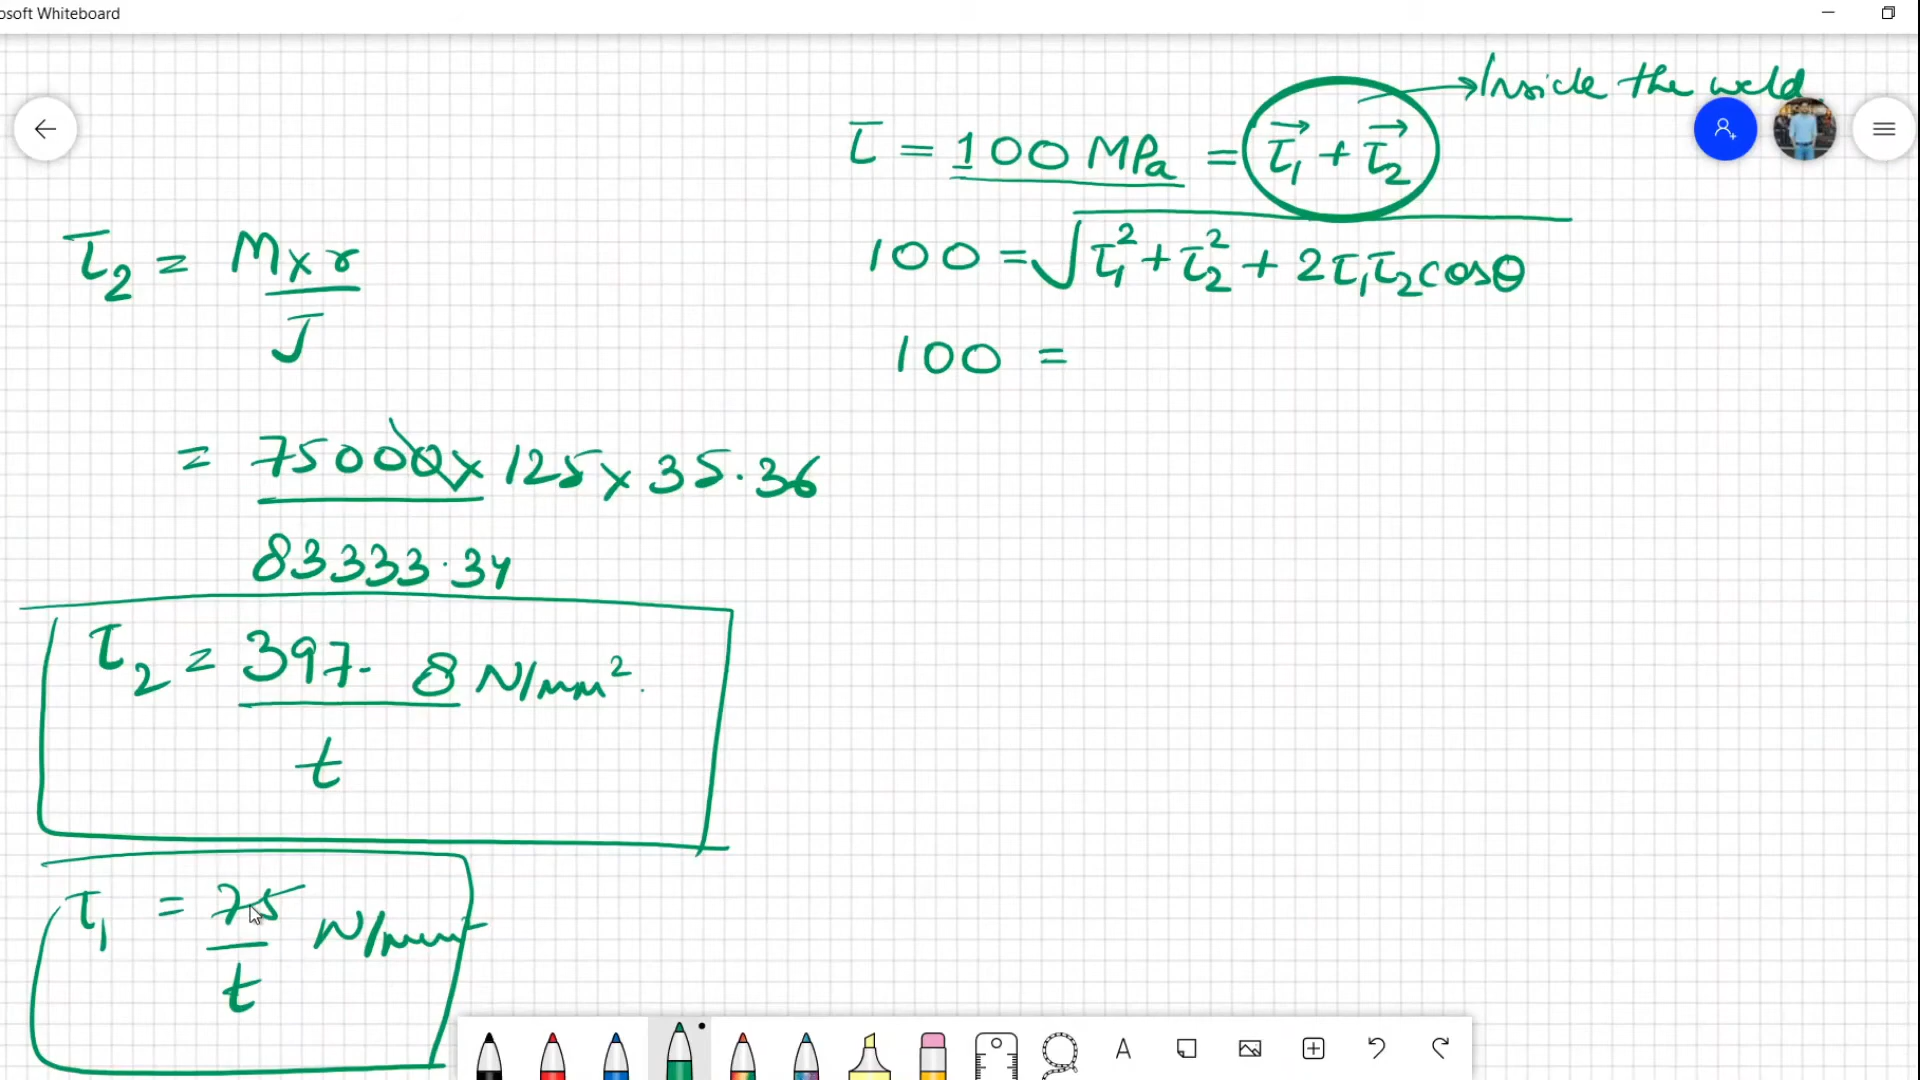 osoft Whiteboard
τ = 100 MPa = τ₁ + τ₂ → Inside the weld
100 = √τ₁² + τ₂² + 2τ₁τ₂cosθ
100 =
τ₂ = M x r
J
= 75000 x 125 x 35.36
83333.34
τ₂ = 397. 8 N/mm².
t
τ₁ = 75 N/mm²
t
A